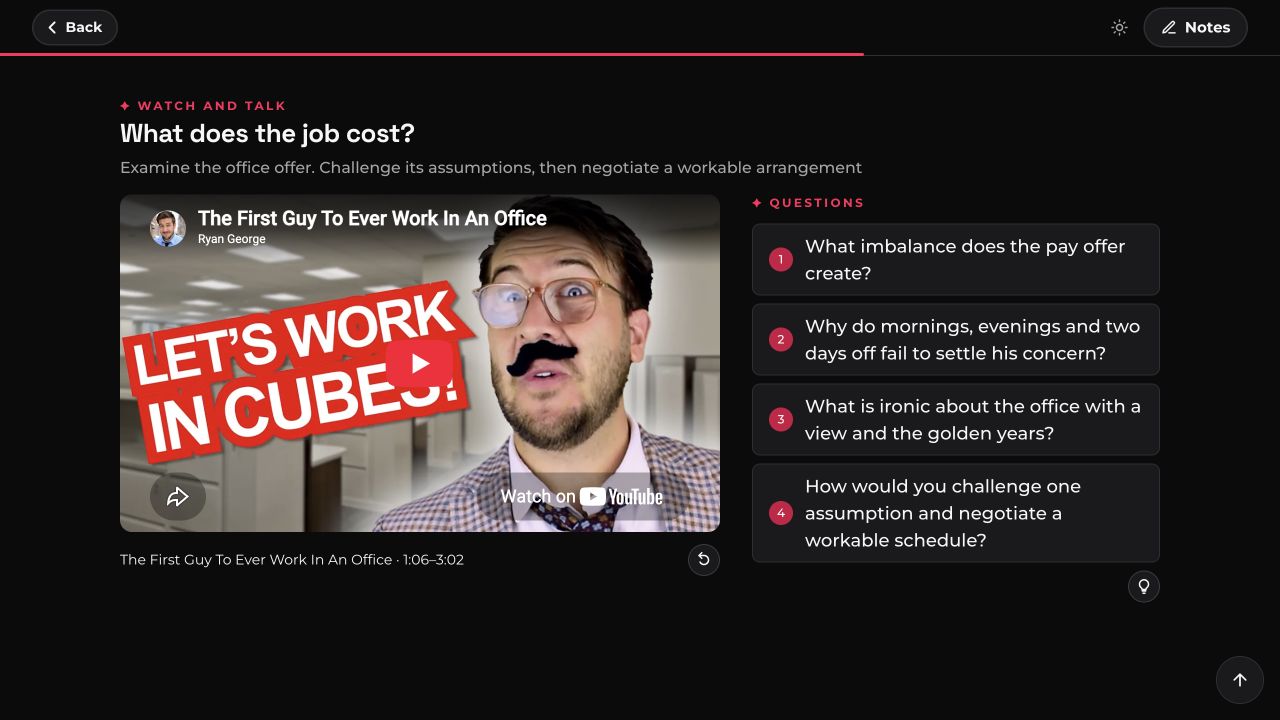 Back
Notes
WATCH AND TALK
What does the job cost?
Examine the office offer. Challenge its assumptions, then negotiate a workable arrangement
The First Guy To Ever Work In An Office
Ryan George
LET'S WORK
IN CUBES!
Watch on YouTube
The First Guy To Ever Work In An Office · 1:06–3:02
QUESTIONS
1
What imbalance does the pay offer
create?
2
Why do mornings, evenings and two
days off fail to settle his concern?
3
What is ironic about the office with a
view and the golden years?
4
How would you challenge one
assumption and negotiate a
workable schedule?